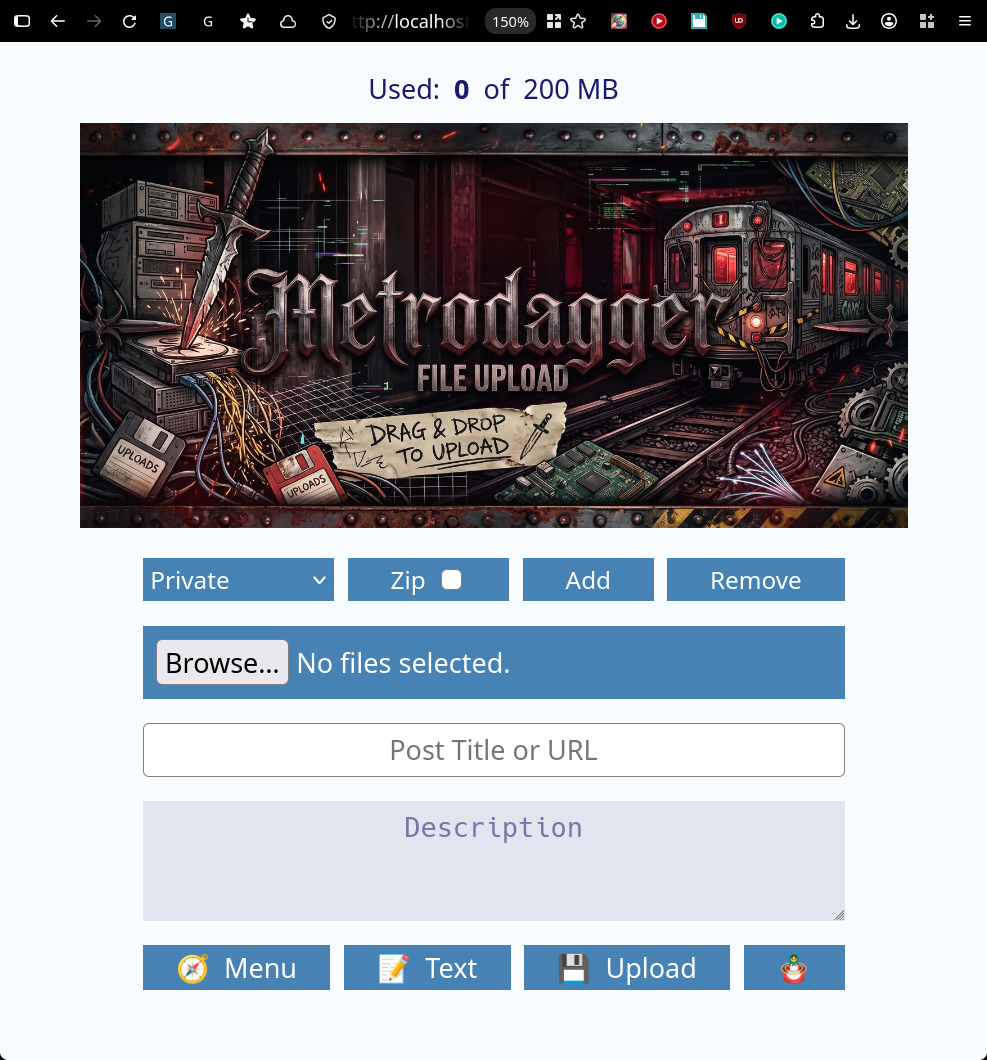 ttp://localhost
150%
Used: 0 of 200 MB
Metrodagger
FILE UPLOAD
DRAG & DROP
TO UPLOAD
UPLOADS
UPLOADS
Private
Zip
Add
Remove
Browse...
No files selected.
Post Title or URL
Description
Menu
Text
Upload